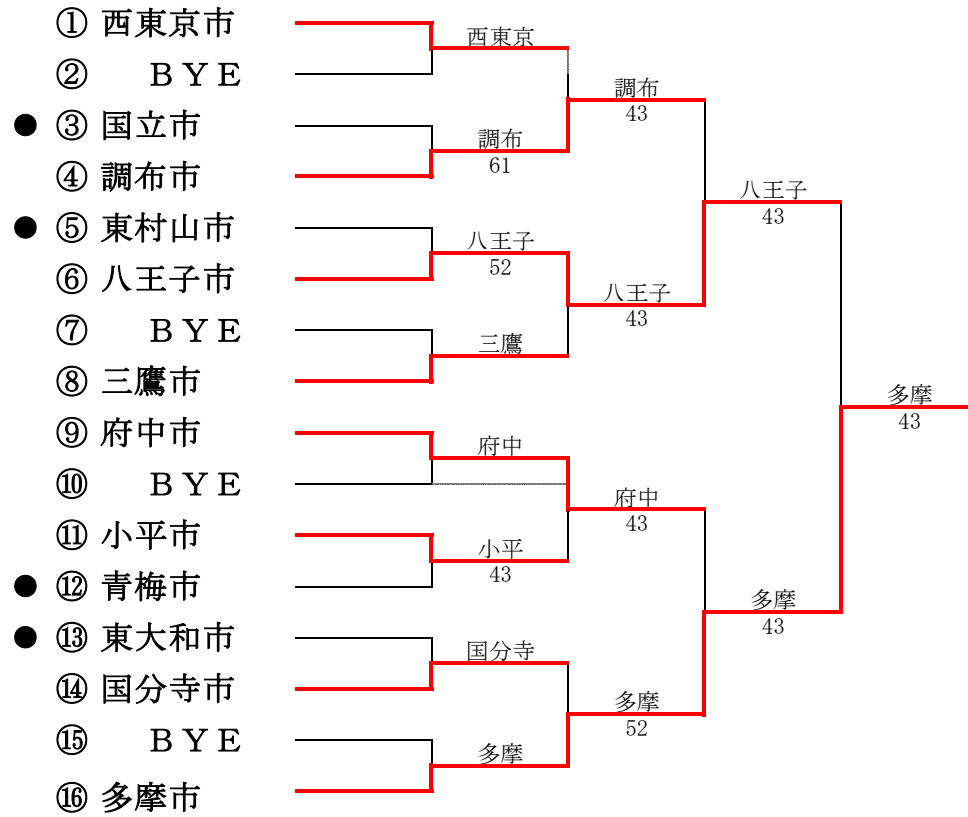 ① 西東京市
② ＢＹＥ
● ③ 国立市
④ 調布市
● ⑤ 東村山市
⑥ 八王子市
⑦ ＢＹＥ
⑧ 三鷹市
⑨ 府中市
⑩ ＢＹＥ
⑪ 小平市
● ⑫ 青梅市
● ⑬ 東大和市
⑭ 国分寺市
⑮ ＢＹＥ
⑯ 多摩市
西東京
調布
61
八王子
52
三鷹
府中
小平
43
国分寺
多摩
調布
43
八王子
43
府中
43
多摩
52
八王子
43
多摩
43
多摩
43